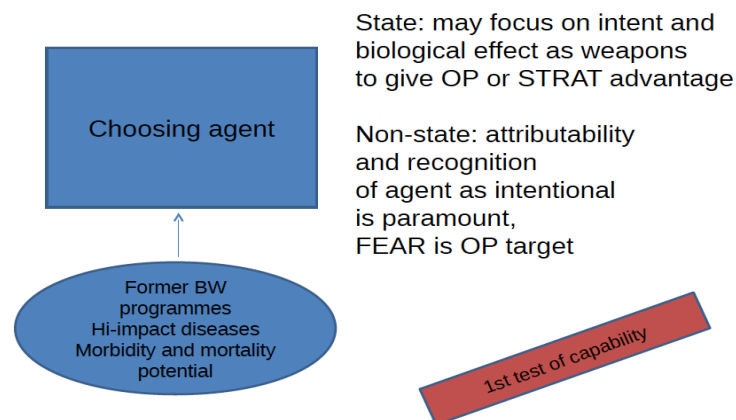 State: may focus on intent and
biological effect as weapons
to give OP or STRAT advantage
Choosing agent
Non-state: attributability
and recognition
of agent as intentional
is paramount,
FEAR is OP target
Former BW
programmes
Hi-impact diseases
Morbidity and mortality
potential
1st test of capability